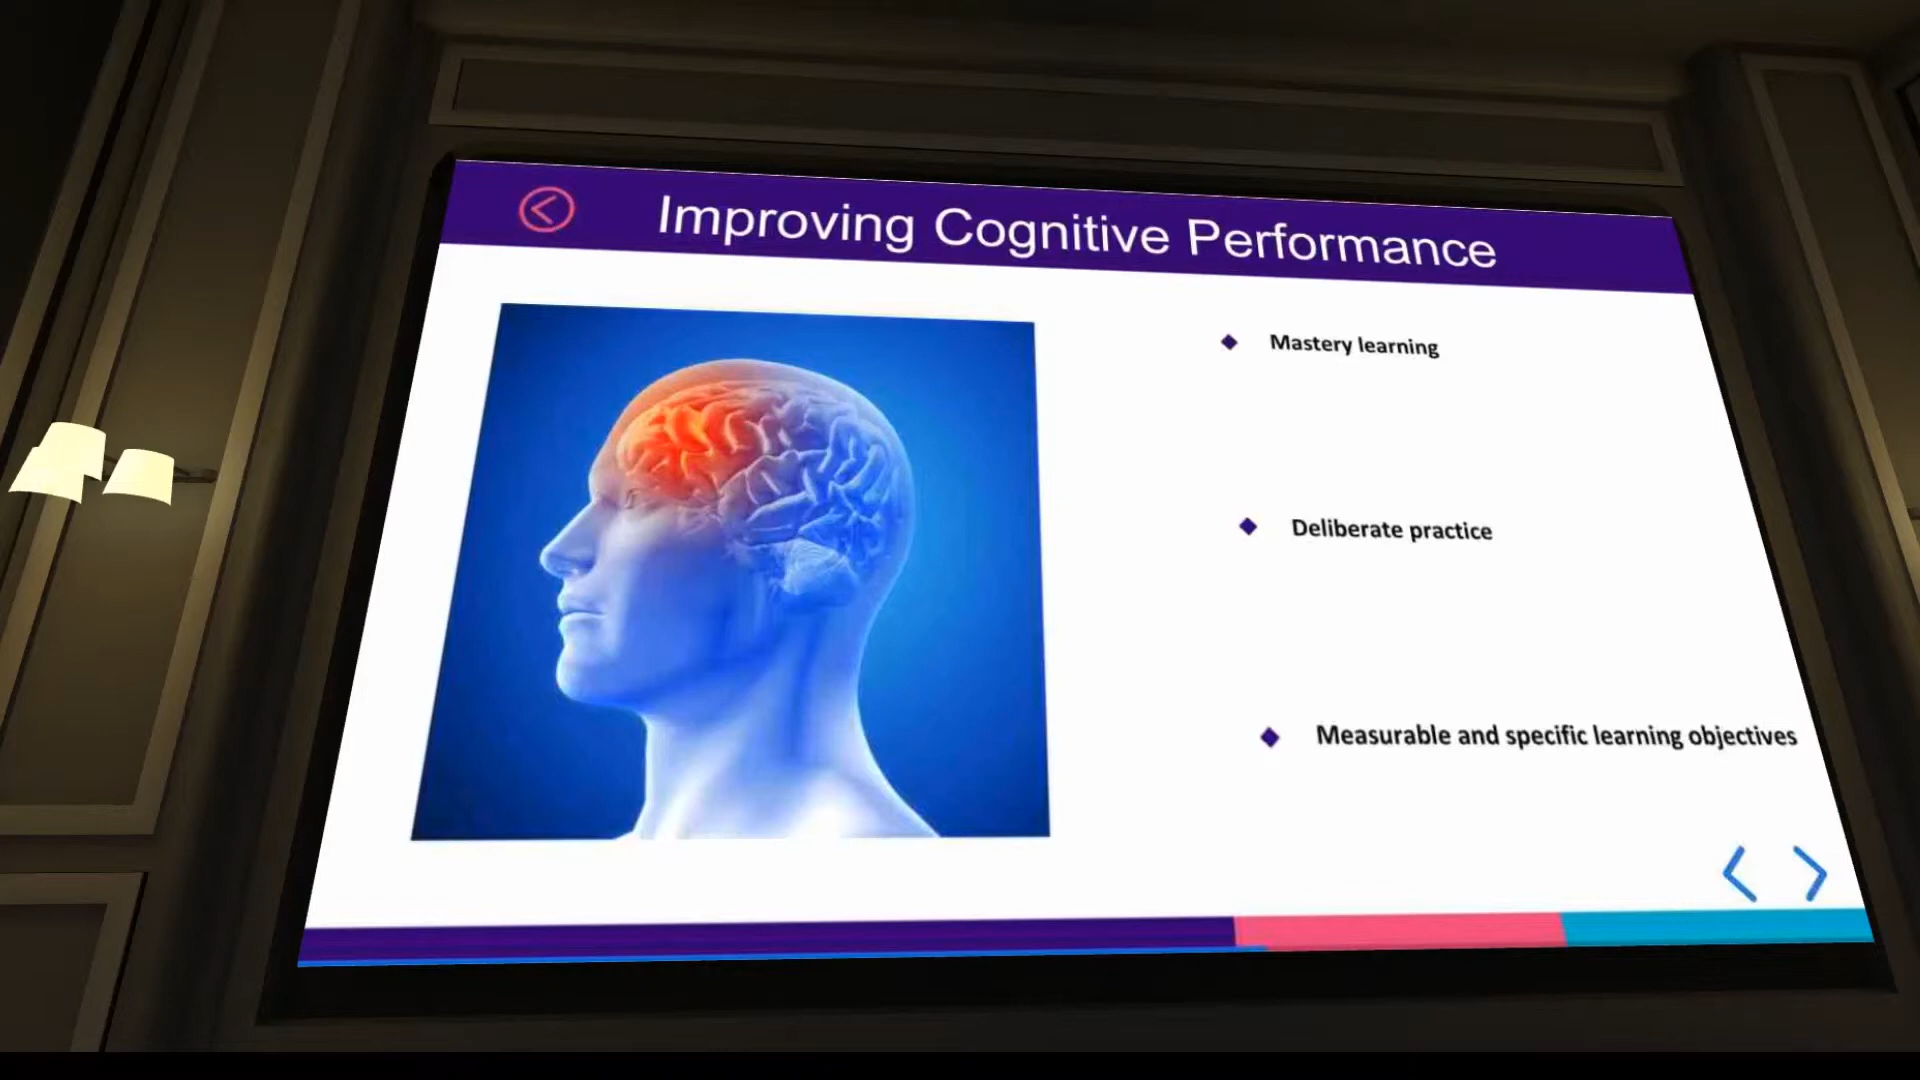 Improving Cognitive Performance
Mastery learning
Deliberate practice
Measurable and specific learning objectives